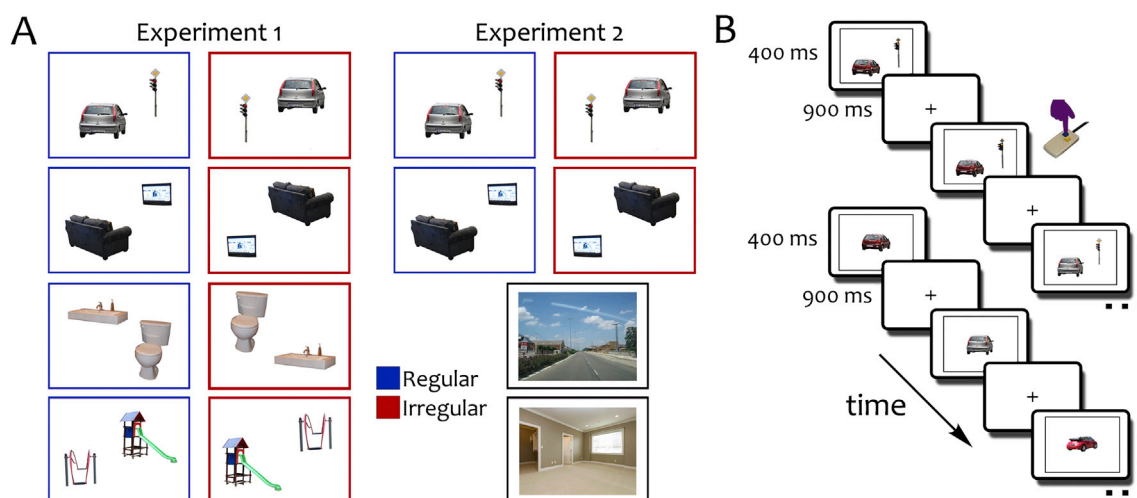 A
Experiment 1
Experiment 2
Regular
Irregular
B
400 ms
900 ms
400 ms
900 ms
time